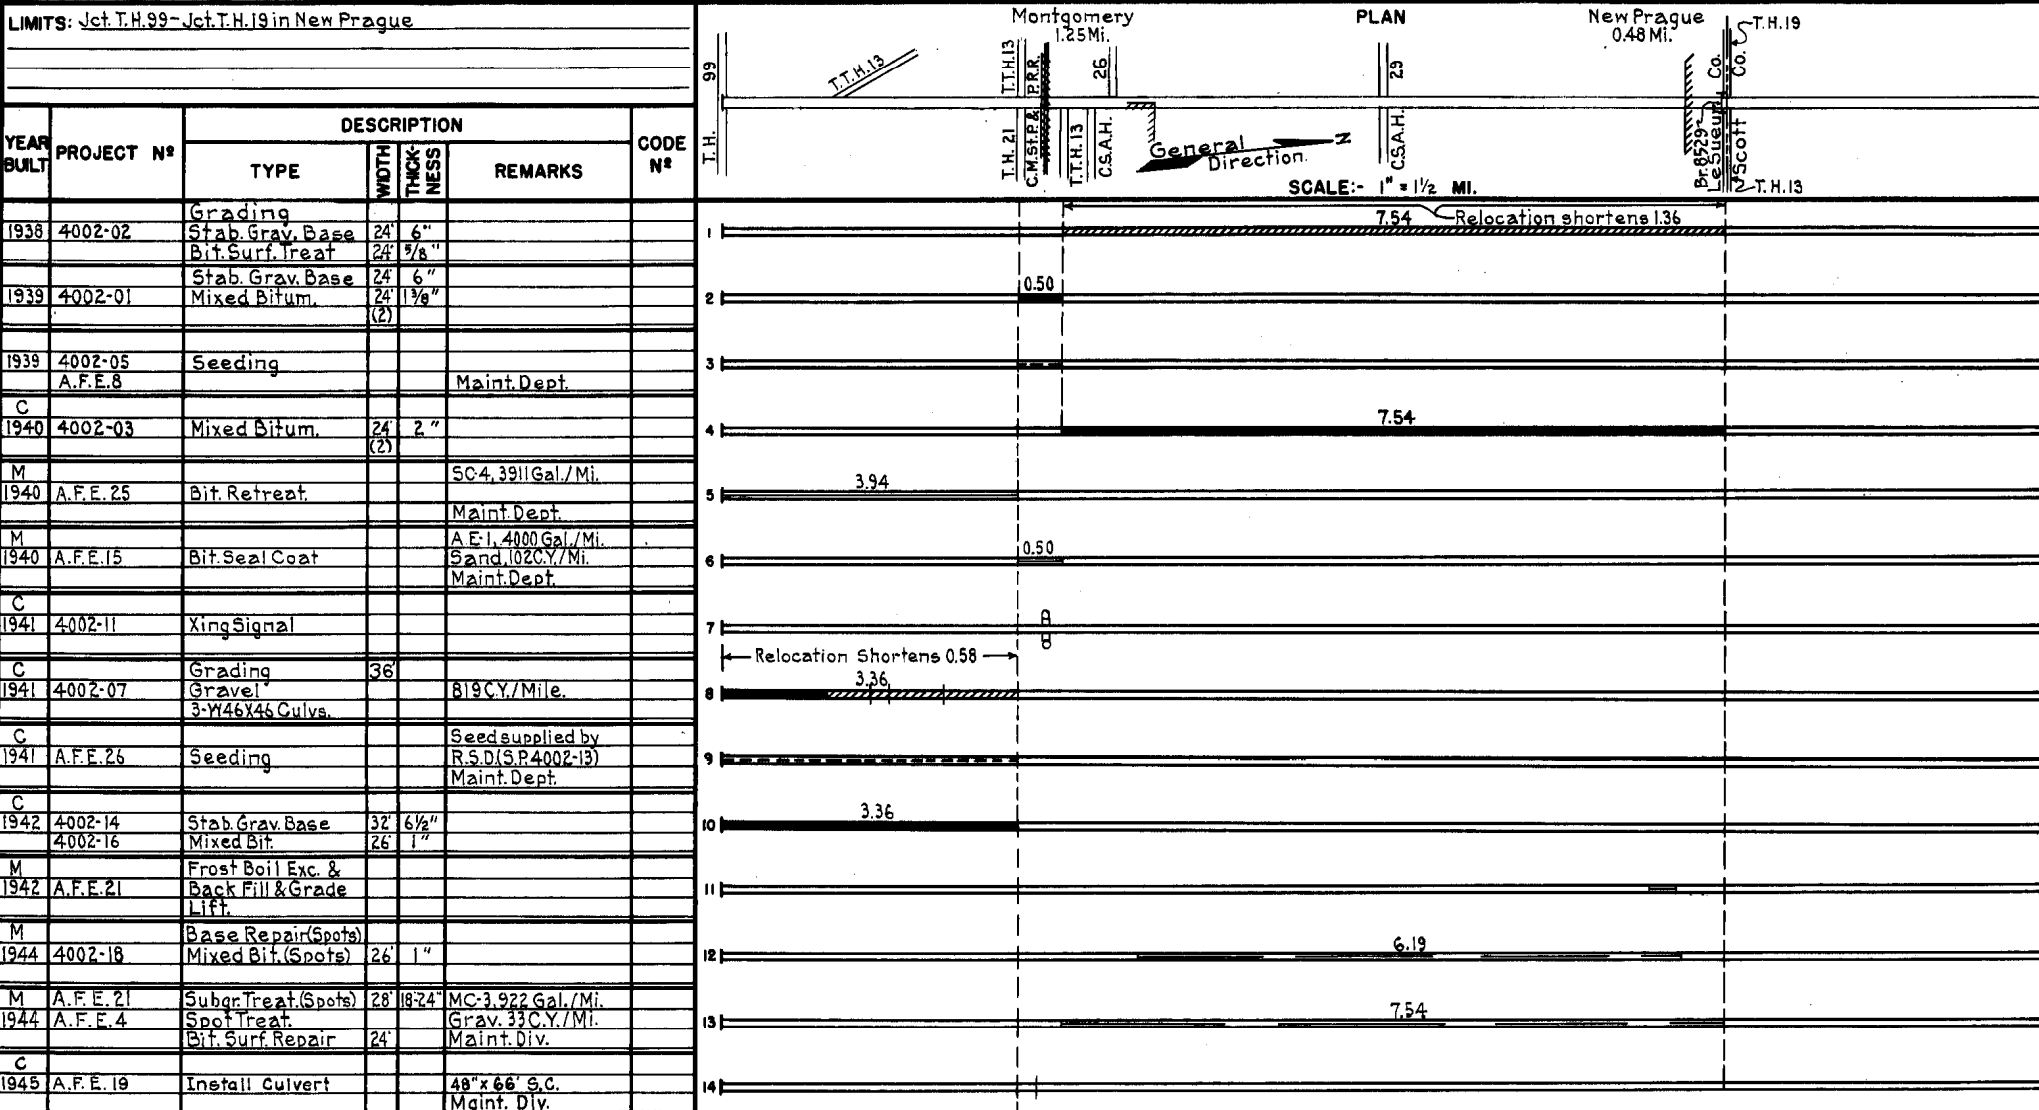 LIMITS: Jct. T.H.99-Jct.T.H.19 in New Prague
YEAR BUILT
PROJECT Nº
DESCRIPTION
TYPE
WIDTH
THICK-NESS
REMARKS
CODE Nº
Grading
1938 4002-02 Stab. Grav. Base 24' 6"
Bit. Surf. Treat 24' 5/8"
Stab. Grav. Base 24' 6"
1939 4002-01 Mixed Bitum. 24' 1 3/8"
(2)
1939 4002-05 Seeding
A.F.E.8 Maint. Dept.
C
1940 4002-03 Mixed Bitum. 24' 2"
(2)
M SC-4, 3911 Gal./Mi.
1940 A.F.E.25 Bit. Retreat.
Maint. Dept.
M A.E-1, 4000 Gal./Mi.
1940 A.F.E.15 Bit. Seal Coat Sand, 102C.Y./Mi.
Maint. Dept.
C
1941 4002-11 Xing Signal
C Grading 36'
1941 4002-07 Gravel 819 C.Y./Mile.
3-W46X46 Culvs.
C Seed supplied by
1941 A.F.E.26 Seeding R.S.D.(S.P.4002-13)
Maint. Dept.
C
1942 4002-14 Stab. Grav. Base 32' 6½"
4002-16 Mixed Bit. 26' 1"
M Frost Boil Exc. &
1942 A.F.E.21 Back Fill & Grade
Lift.
M Base Repair(Spots)
1944 4002-18 Mixed Bit.(Spots) 26' 1"
M A.F.E. 21 Subgr. Treat.(Spots) 28' 18-24" MC-3, 922 Gal./Mi.
1944 A.F.E.4 Spot Treat. Grav. 33 C.Y./Mi.
Bit. Surf. Repair 24' Maint. Div.
C
1945 A.F.E. 19 Install Culvert 48" x 66' S.C.
Maint. Div.
PLAN
Montgomery
1.25 Mi.
New Prague
0.48 Mi.
T.H.19
T.H. 99
T.T.H.13
T.H. 21 T.T.H.13
C.M.St.P.& P.R.R.
T.T.H.13
C.S.A.H. 26
General Direction. N
C.S.A.H. 29
Br.8529
Le Sueur Co.
Scott Co.
T.H.13
SCALE:- 1" = 1½ MI.
7.54 Relocation shortens 1.36
1
0.50
2
3
7.54
4
3.94
5
0.50
6
7
Relocation Shortens 0.58
3.36
8
9
3.36
10
11
6.19
12
7.54
13
14